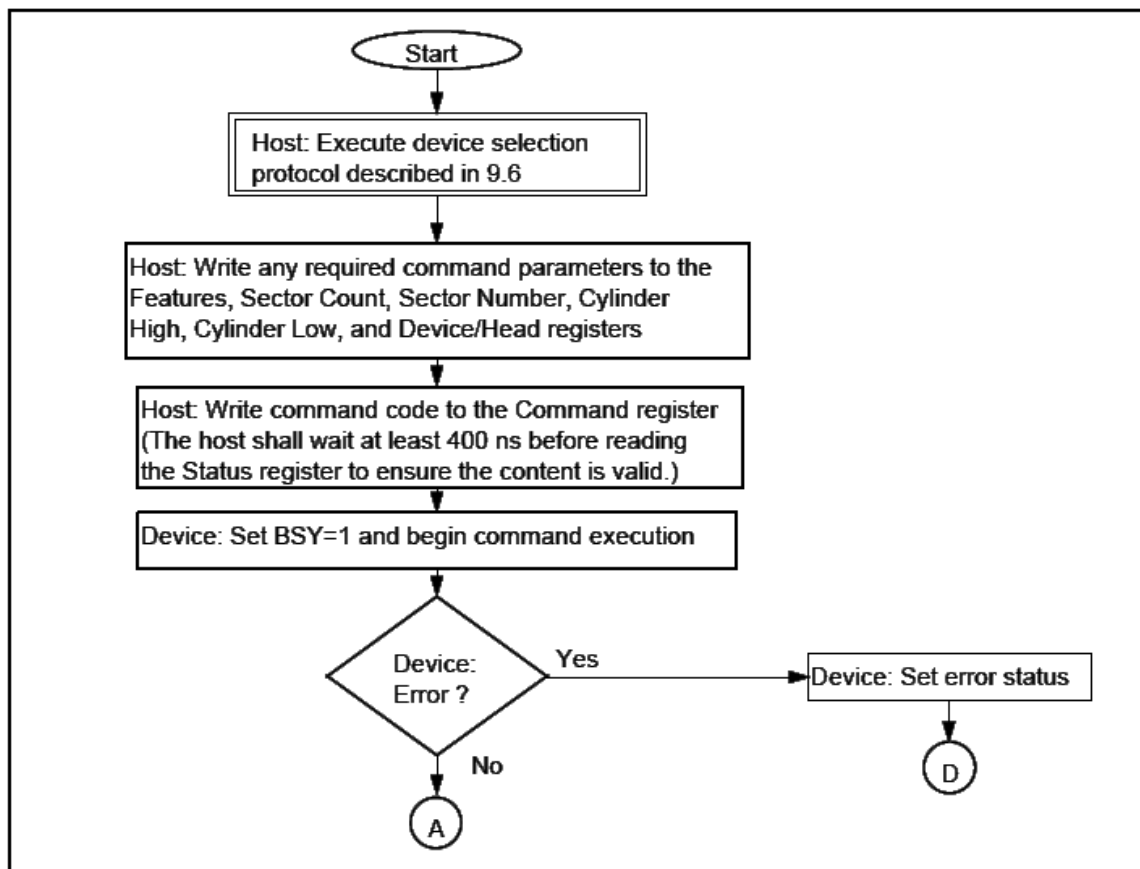 Start
Host: Execute device selection
protocol described in 9.6
Host: Write any required command parameters to the
Features, Sector Count, Sector Number, Cylinder
High, Cylinder Low, and Device/Head registers
Host: Write command code to the Command register
(The host shall wait at least 400 ns before reading
the Status register to ensure the content is valid.)
Device: Set BSY=1 and begin command execution
Device:
Error ?
Yes
Device: Set error status
No
D
A